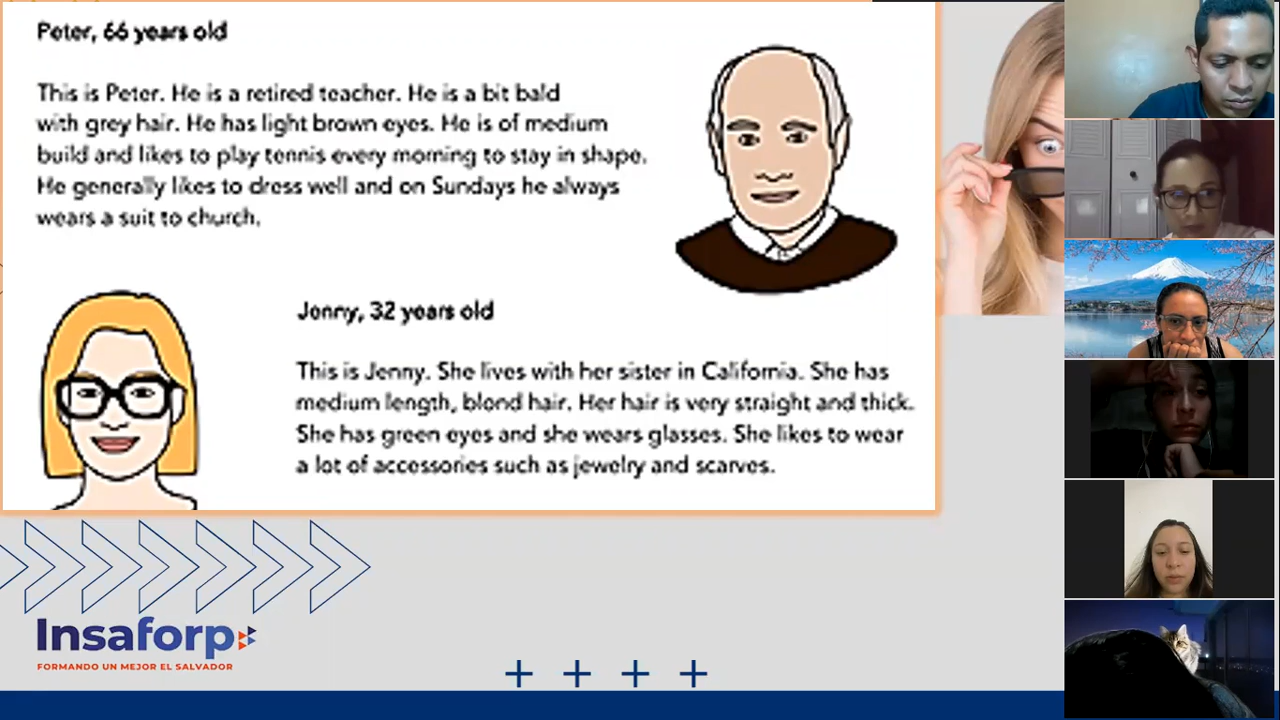 Peter, 66 years old
This is Peter. He is a retired teacher. He is a bit bald
with grey hair. He has light brown eyes. He is of medium
build and likes to play tennis every morning to stay in shape.
He generally likes to dress well and on Sundays he always
wears a suit to church.
Jenny, 32 years old
This is Jenny. She lives with her sister in California. She has
medium length, blond hair. Her hair is very straight and thick.
She has green eyes and she wears glasses. She likes to wear
a lot of accessories such as jewelry and scarves.
Insaforp
FORMANDO UN MEJOR EL SALVADOR